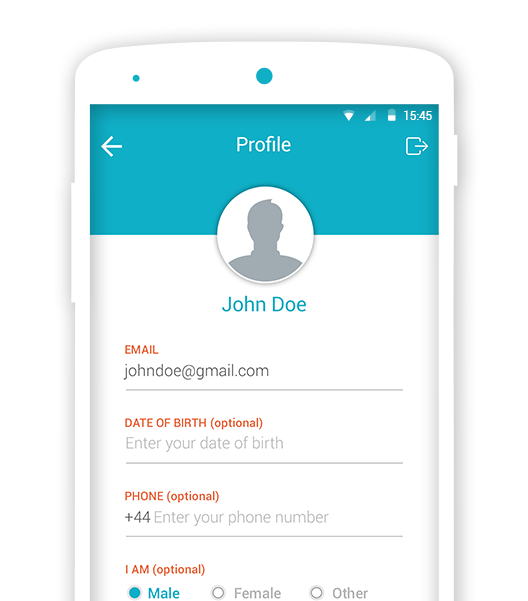 15:45
Profile
John Doe
EMAIL
johndoe@gmail.com
DATE OF BIRTH (optional)
Enter your date of birth
PHONE (optional)
+44 Enter your phone number
I AM (optional)
Male Female Other